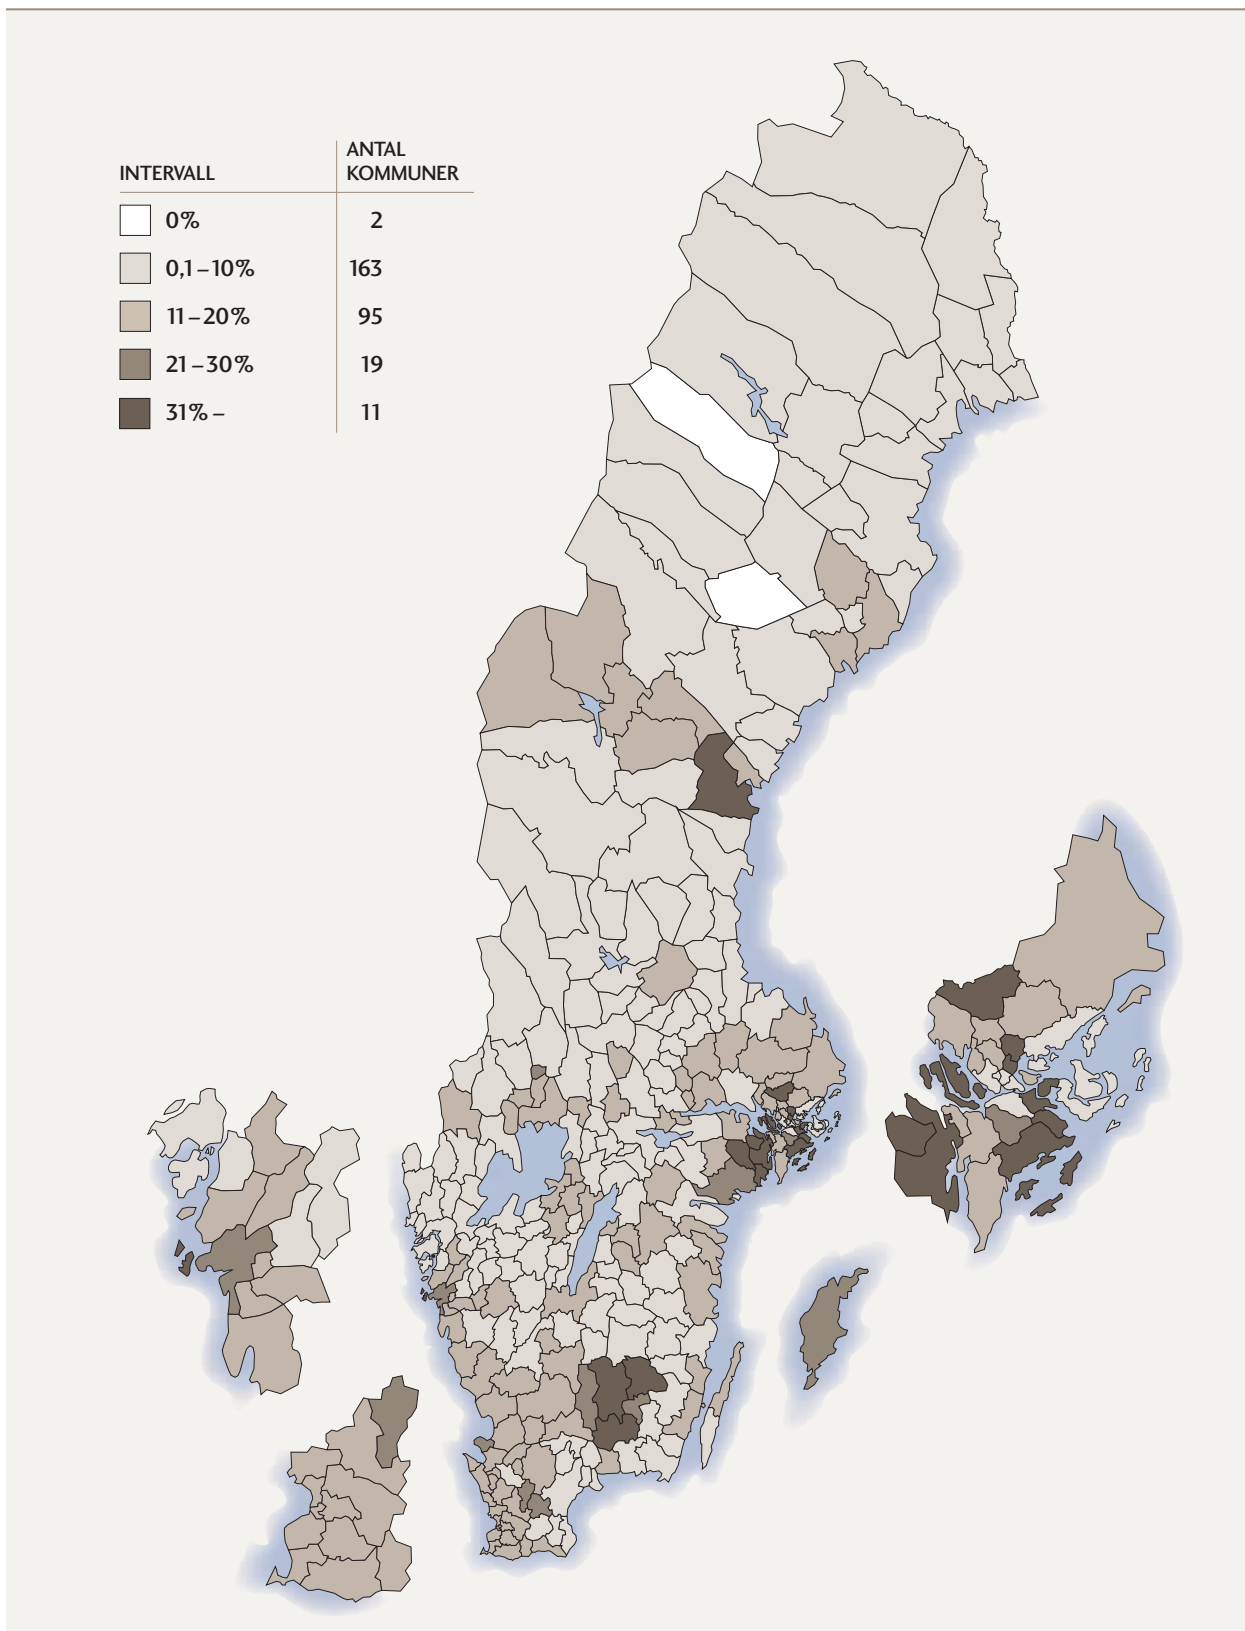 INTERVALL
ANTAL
KOMMUNER
0% 2
0,1–10% 163
11–20% 95
21–30% 19
31%– 11